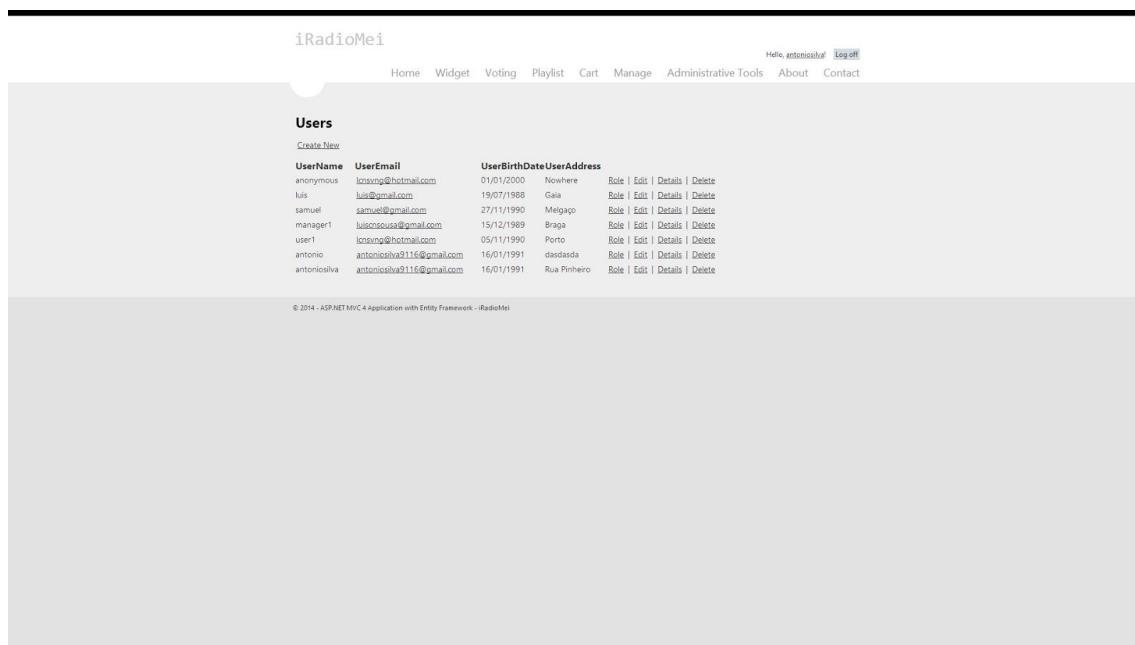 iRadioMei
Hello, antoniosilva! Log off
Home Widget Voting Playlist Cart Manage Administrative Tools About Contact
Users
Create New
UserName UserEmail UserBirthDate UserAddress
anonymous lcnsvng@hotmail.com 01/01/2000 Nowhere Role | Edit | Details | Delete
luis luis@gmail.com 19/07/1988 Gaia Role | Edit | Details | Delete
samuel samuel@gmail.com 27/11/1990 Melgaço Role | Edit | Details | Delete
manager1 luiscnsousa@gmail.com 15/12/1989 Braga Role | Edit | Details | Delete
user1 lcnsvng@hotmail.com 05/11/1990 Porto Role | Edit | Details | Delete
antonio antoniosilva9116@gmail.com 16/01/1991 dasdasda Role | Edit | Details | Delete
antoniosilva antoniosilva9116@gmail.com 16/01/1991 Rua Pinheiro Role | Edit | Details | Delete
© 2014 - ASP.NET MVC 4 Application with Entity Framework - iRadioMei